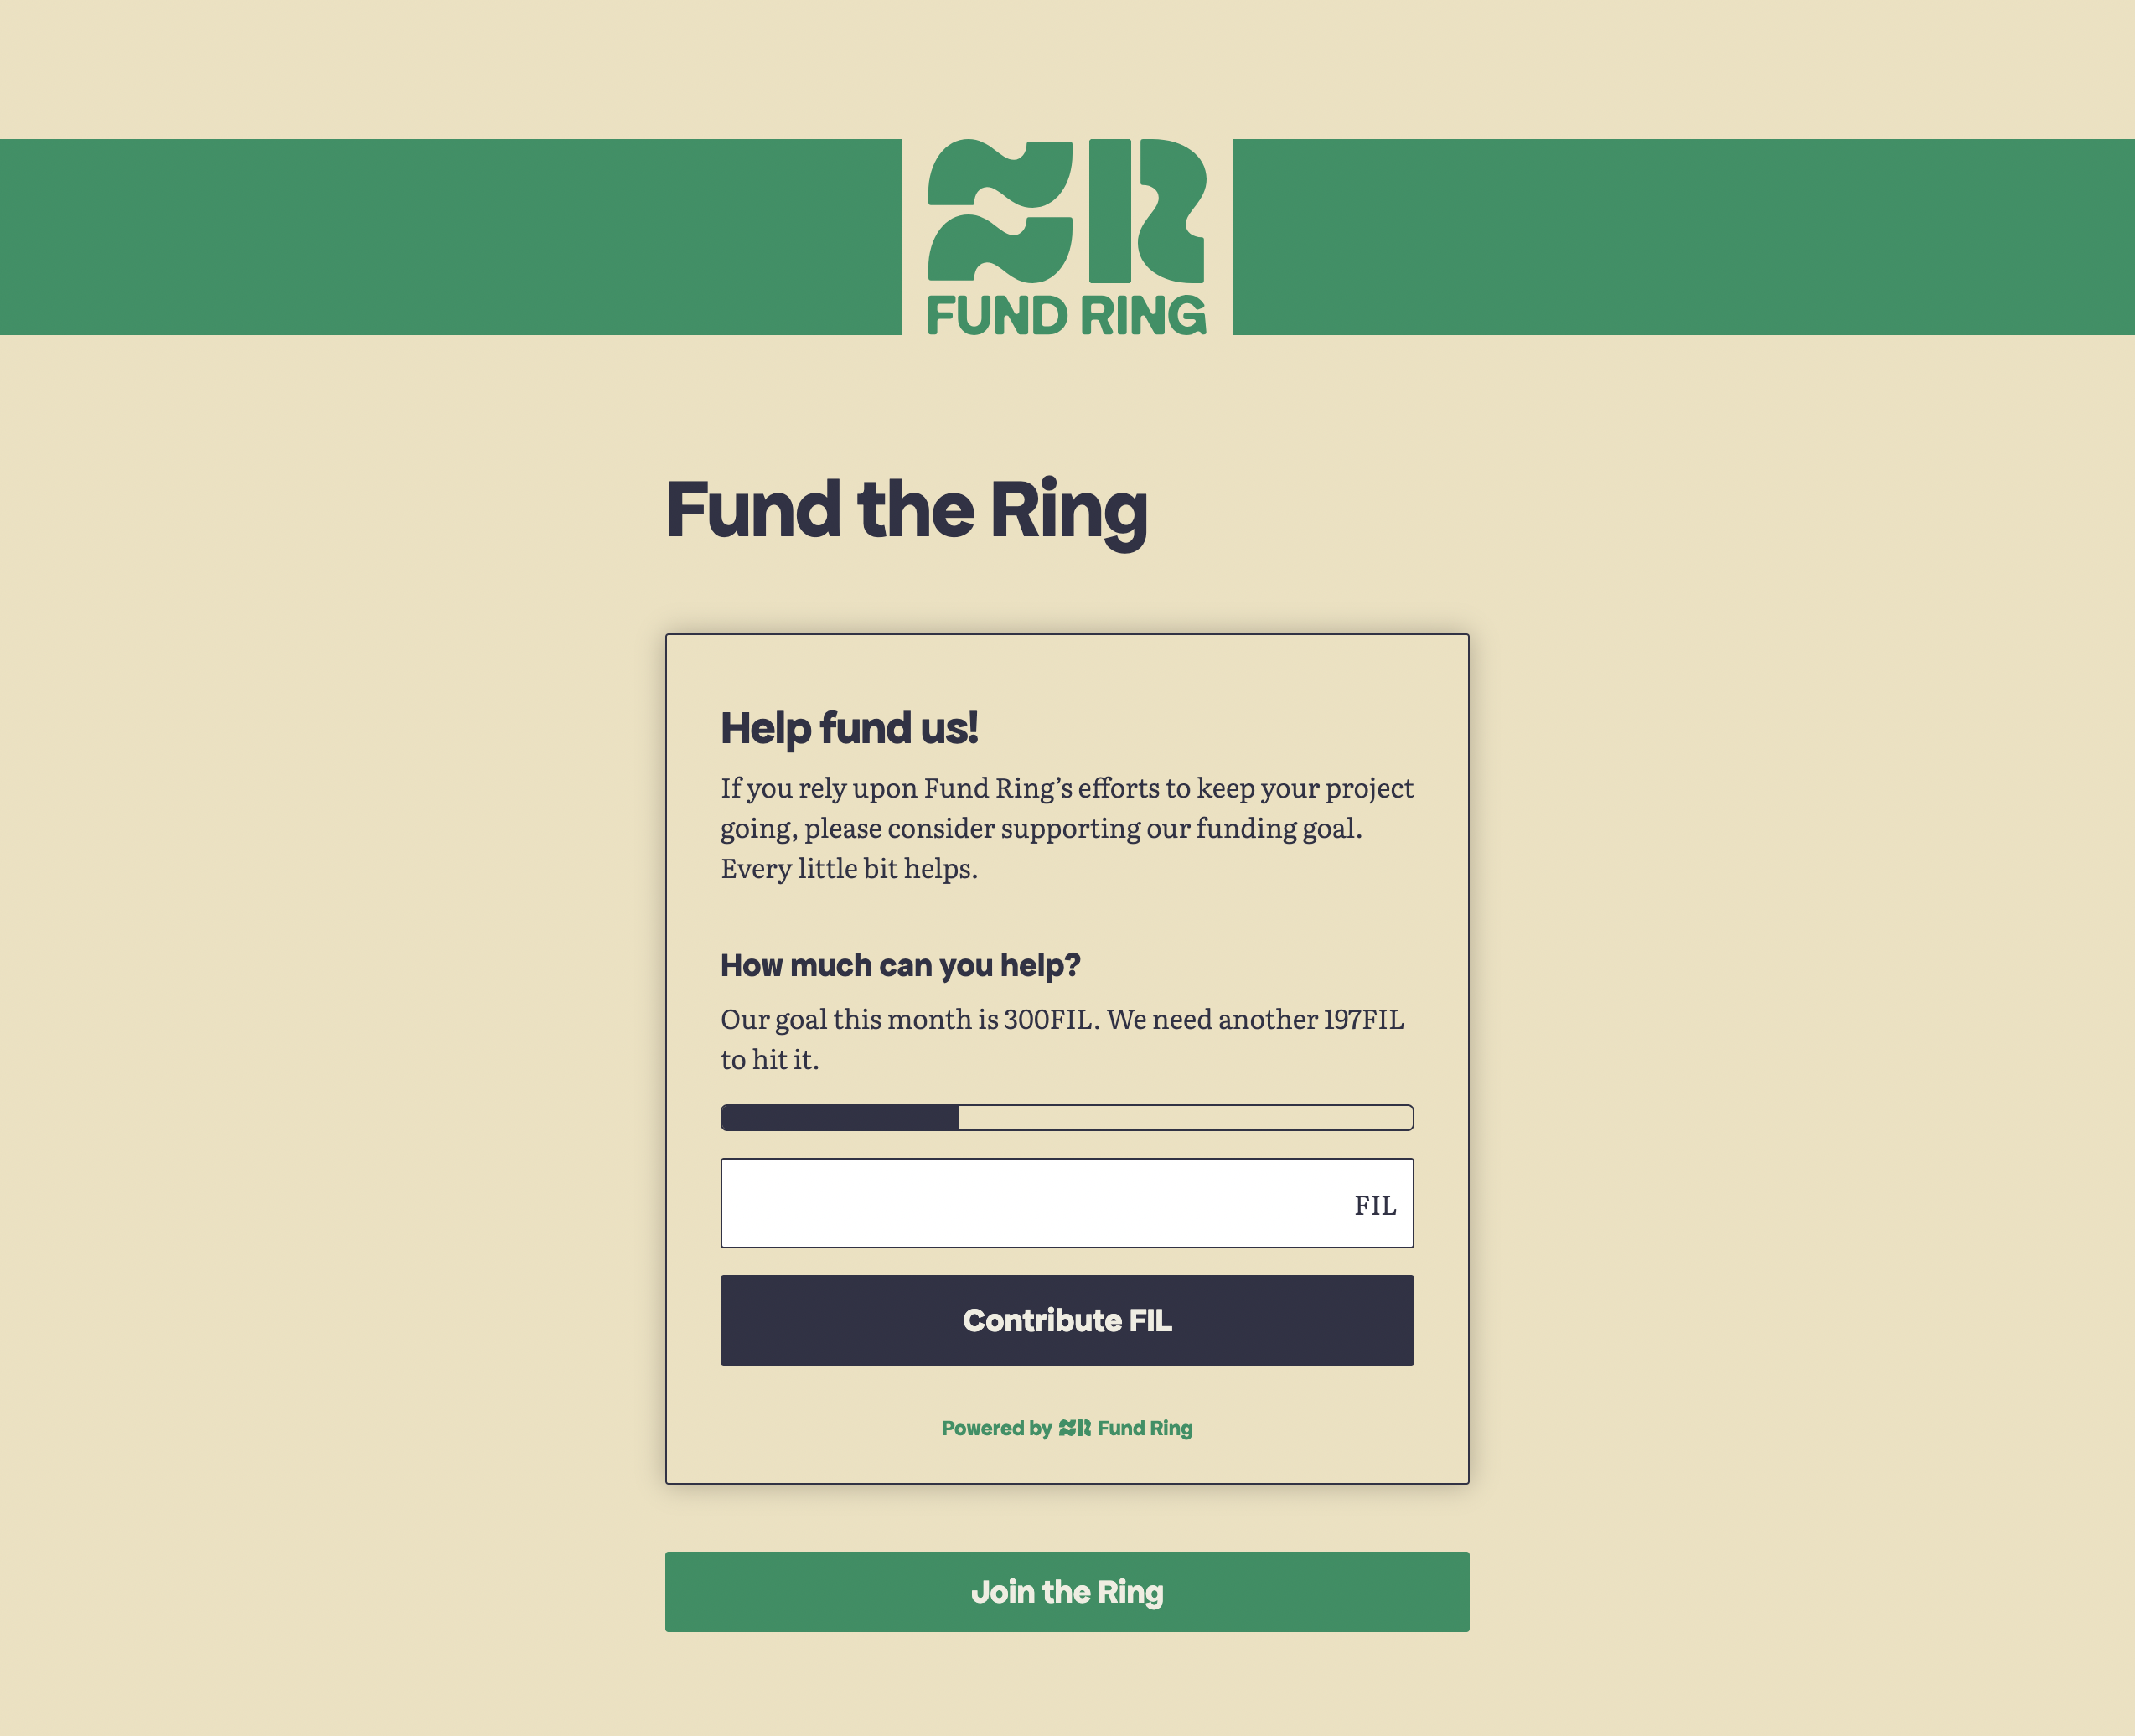 FUND RING
Fund the Ring
Help fund us!
If you rely upon Fund Ring’s efforts to keep your project
going, please consider supporting our funding goal.
Every little bit helps.
How much can you help?
Our goal this month is 300FIL. We need another 197FIL
to hit it.
FIL
Contribute FIL
Powered by Fund Ring
Join the Ring